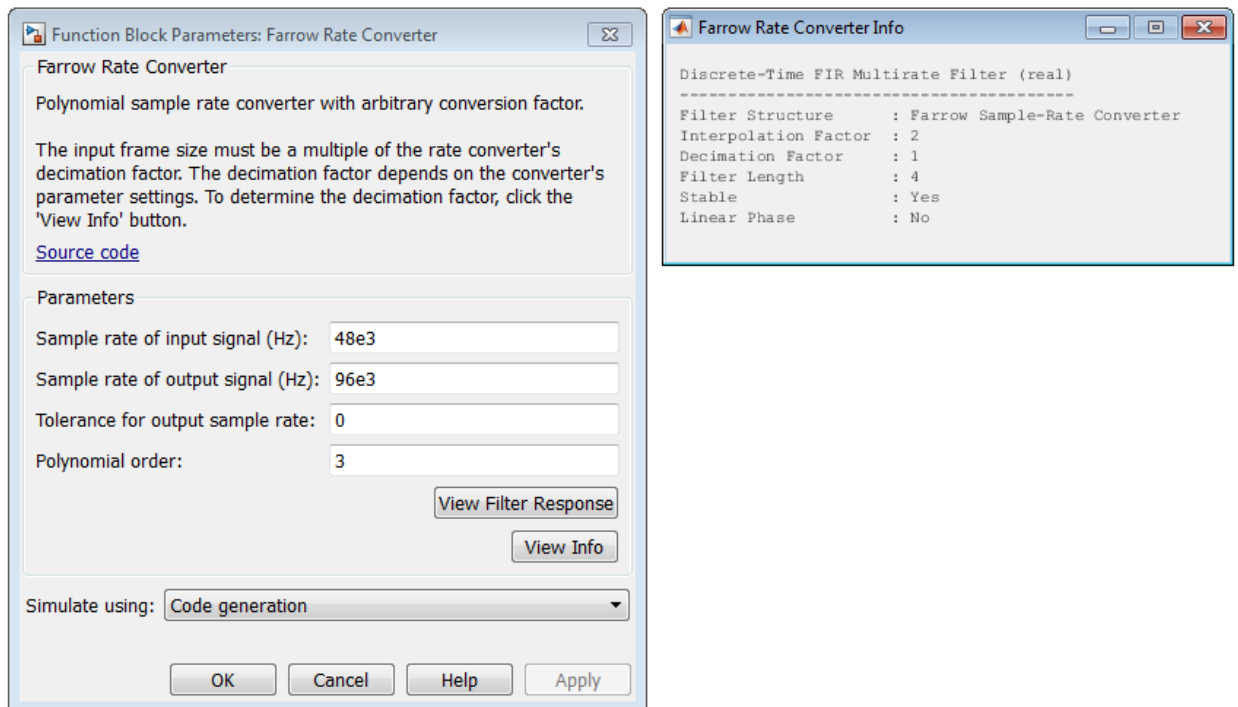 Function Block Parameters: Farrow Rate Converter
Farrow Rate Converter
Polynomial sample rate converter with arbitrary conversion factor.
The input frame size must be a multiple of the rate converter's
decimation factor. The decimation factor depends on the converter's
parameter settings. To determine the decimation factor, click the
'View Info' button.
Source code
Parameters
Sample rate of input signal (Hz): 48e3
Sample rate of output signal (Hz): 96e3
Tolerance for output sample rate: 0
Polynomial order: 3
View Filter Response
View Info
Simulate using: Code generation
OK Cancel Help Apply
Farrow Rate Converter Info
Discrete-Time FIR Multirate Filter (real)
-----------------------------------------
Filter Structure : Farrow Sample-Rate Converter
Interpolation Factor : 2
Decimation Factor : 1
Filter Length : 4
Stable : Yes
Linear Phase : No